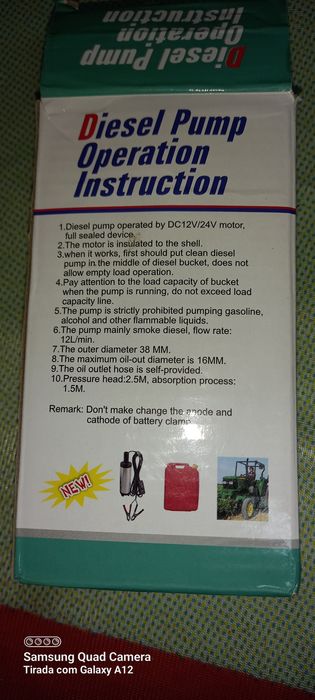 Diesel Pump
Operation
Instruction
Diesel Pump
Operation
Instruction
1.Diesel pump operated by DC12V/24V motor,
full sealed device.
2.The motor is insulated to the shell.
3.when it works, first should put clean diesel
pump in the middle of diesel bucket, does not
allow empty load operation.
4.Pay attention to the load capacity of bucket
when the pump is running, do not exceed load
capacity line.
5.The pump is strictly prohibited pumping gasoline,
alcohol and other flammable liquids.
6.The pump mainly smoke diesel, flow rate:
12L/min.
7.The outer diameter 38 MM.
8.The maximum oil-out diameter is 16MM.
9.The oil outlet hose is self-provided.
10.Pressure head:2.5M, absorption process:
1.5M.
Remark: Don't make change the anode and
cathode of battery clamp
NEW!
Samsung Quad Camera
Tirada com Galaxy A12